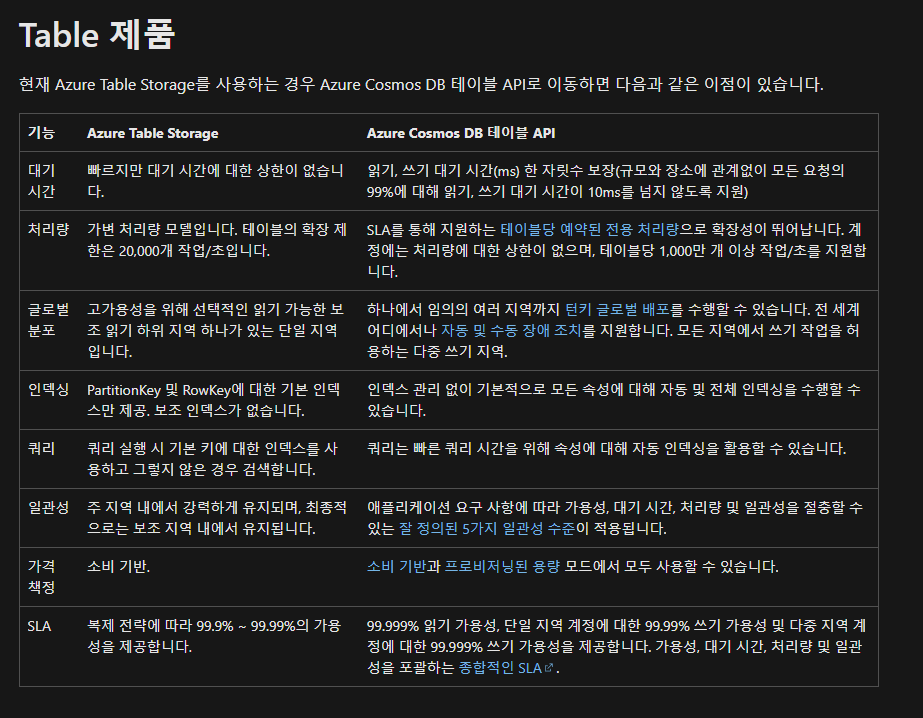 Table 제품
현재 Azure Table Storage를 사용하는 경우 Azure Cosmos DB 테이블 API로 이동하면 다음과 같은 이점이 있습니다.
기능 Azure Table Storage Azure Cosmos DB 테이블 API
대기 시간
빠르지만 대기 시간에 대한 상한이 없습니
다.
읽기, 쓰기 대기 시간(ms) 한 자릿수 보장(규모와 장소에 관계없이 모든 요청의
99%에 대해 읽기, 쓰기 대기 시간이 10ms를 넘지 않도록 지원)
처리량
가변 처리량 모델입니다. 테이블의 확장 제
한은 20,000개 작업/초입니다.
SLA를 통해 지원하는 테이블당 예약된 전용 처리량으로 확장성이 뛰어납니다. 계
정에는 처리량에 대한 상한이 없으며, 테이블당 1,000만 개 이상 작업/초를 지원합
니다.
글로벌
분포
고가용성을 위해 선택적인 읽기 가능한 보
조 읽기 하위 지역 하나가 있는 단일 지역
입니다.
하나에서 임의의 여러 지역까지 턴키 글로벌 배포를 수행할 수 있습니다. 전 세계
어디에서나 자동 및 수동 장애 조치를 지원합니다. 모든 지역에서 쓰기 작업을 허
용하는 다중 쓰기 지역.
인덱싱
PartitionKey 및 RowKey에 대한 기본 인덱
스만 제공. 보조 인덱스가 없습니다.
인덱스 관리 없이 기본적으로 모든 속성에 대해 자동 및 전체 인덱싱을 수행할 수
있습니다.
쿼리
쿼리 실행 시 기본 키에 대한 인덱스를 사
용하고 그렇지 않은 경우 검색합니다.
쿼리는 빠른 쿼리 시간을 위해 속성에 대해 자동 인덱싱을 활용할 수 있습니다.
일관성
주 지역 내에서 강력하게 유지되며, 최종적
으로는 보조 지역 내에서 유지됩니다.
애플리케이션 요구 사항에 따라 가용성, 대기 시간, 처리량 및 일관성을 절충할 수
있는 잘 정의된 5가지 일관성 수준이 적용됩니다.
가격
책정
소비 기반.
소비 기반과 프로비저닝된 용량 모드에서 모두 사용할 수 있습니다.
SLA
복제 전략에 따라 99.9% ~ 99.99%의 가용
성을 제공합니다.
99.999% 읽기 가용성, 단일 지역 계정에 대한 99.99% 쓰기 가용성 및 다중 지역 계
정에 대한 99.999% 쓰기 가용성을 제공합니다. 가용성, 대기 시간, 처리량 및 일관
성을 포괄하는 종합적인 SLA.